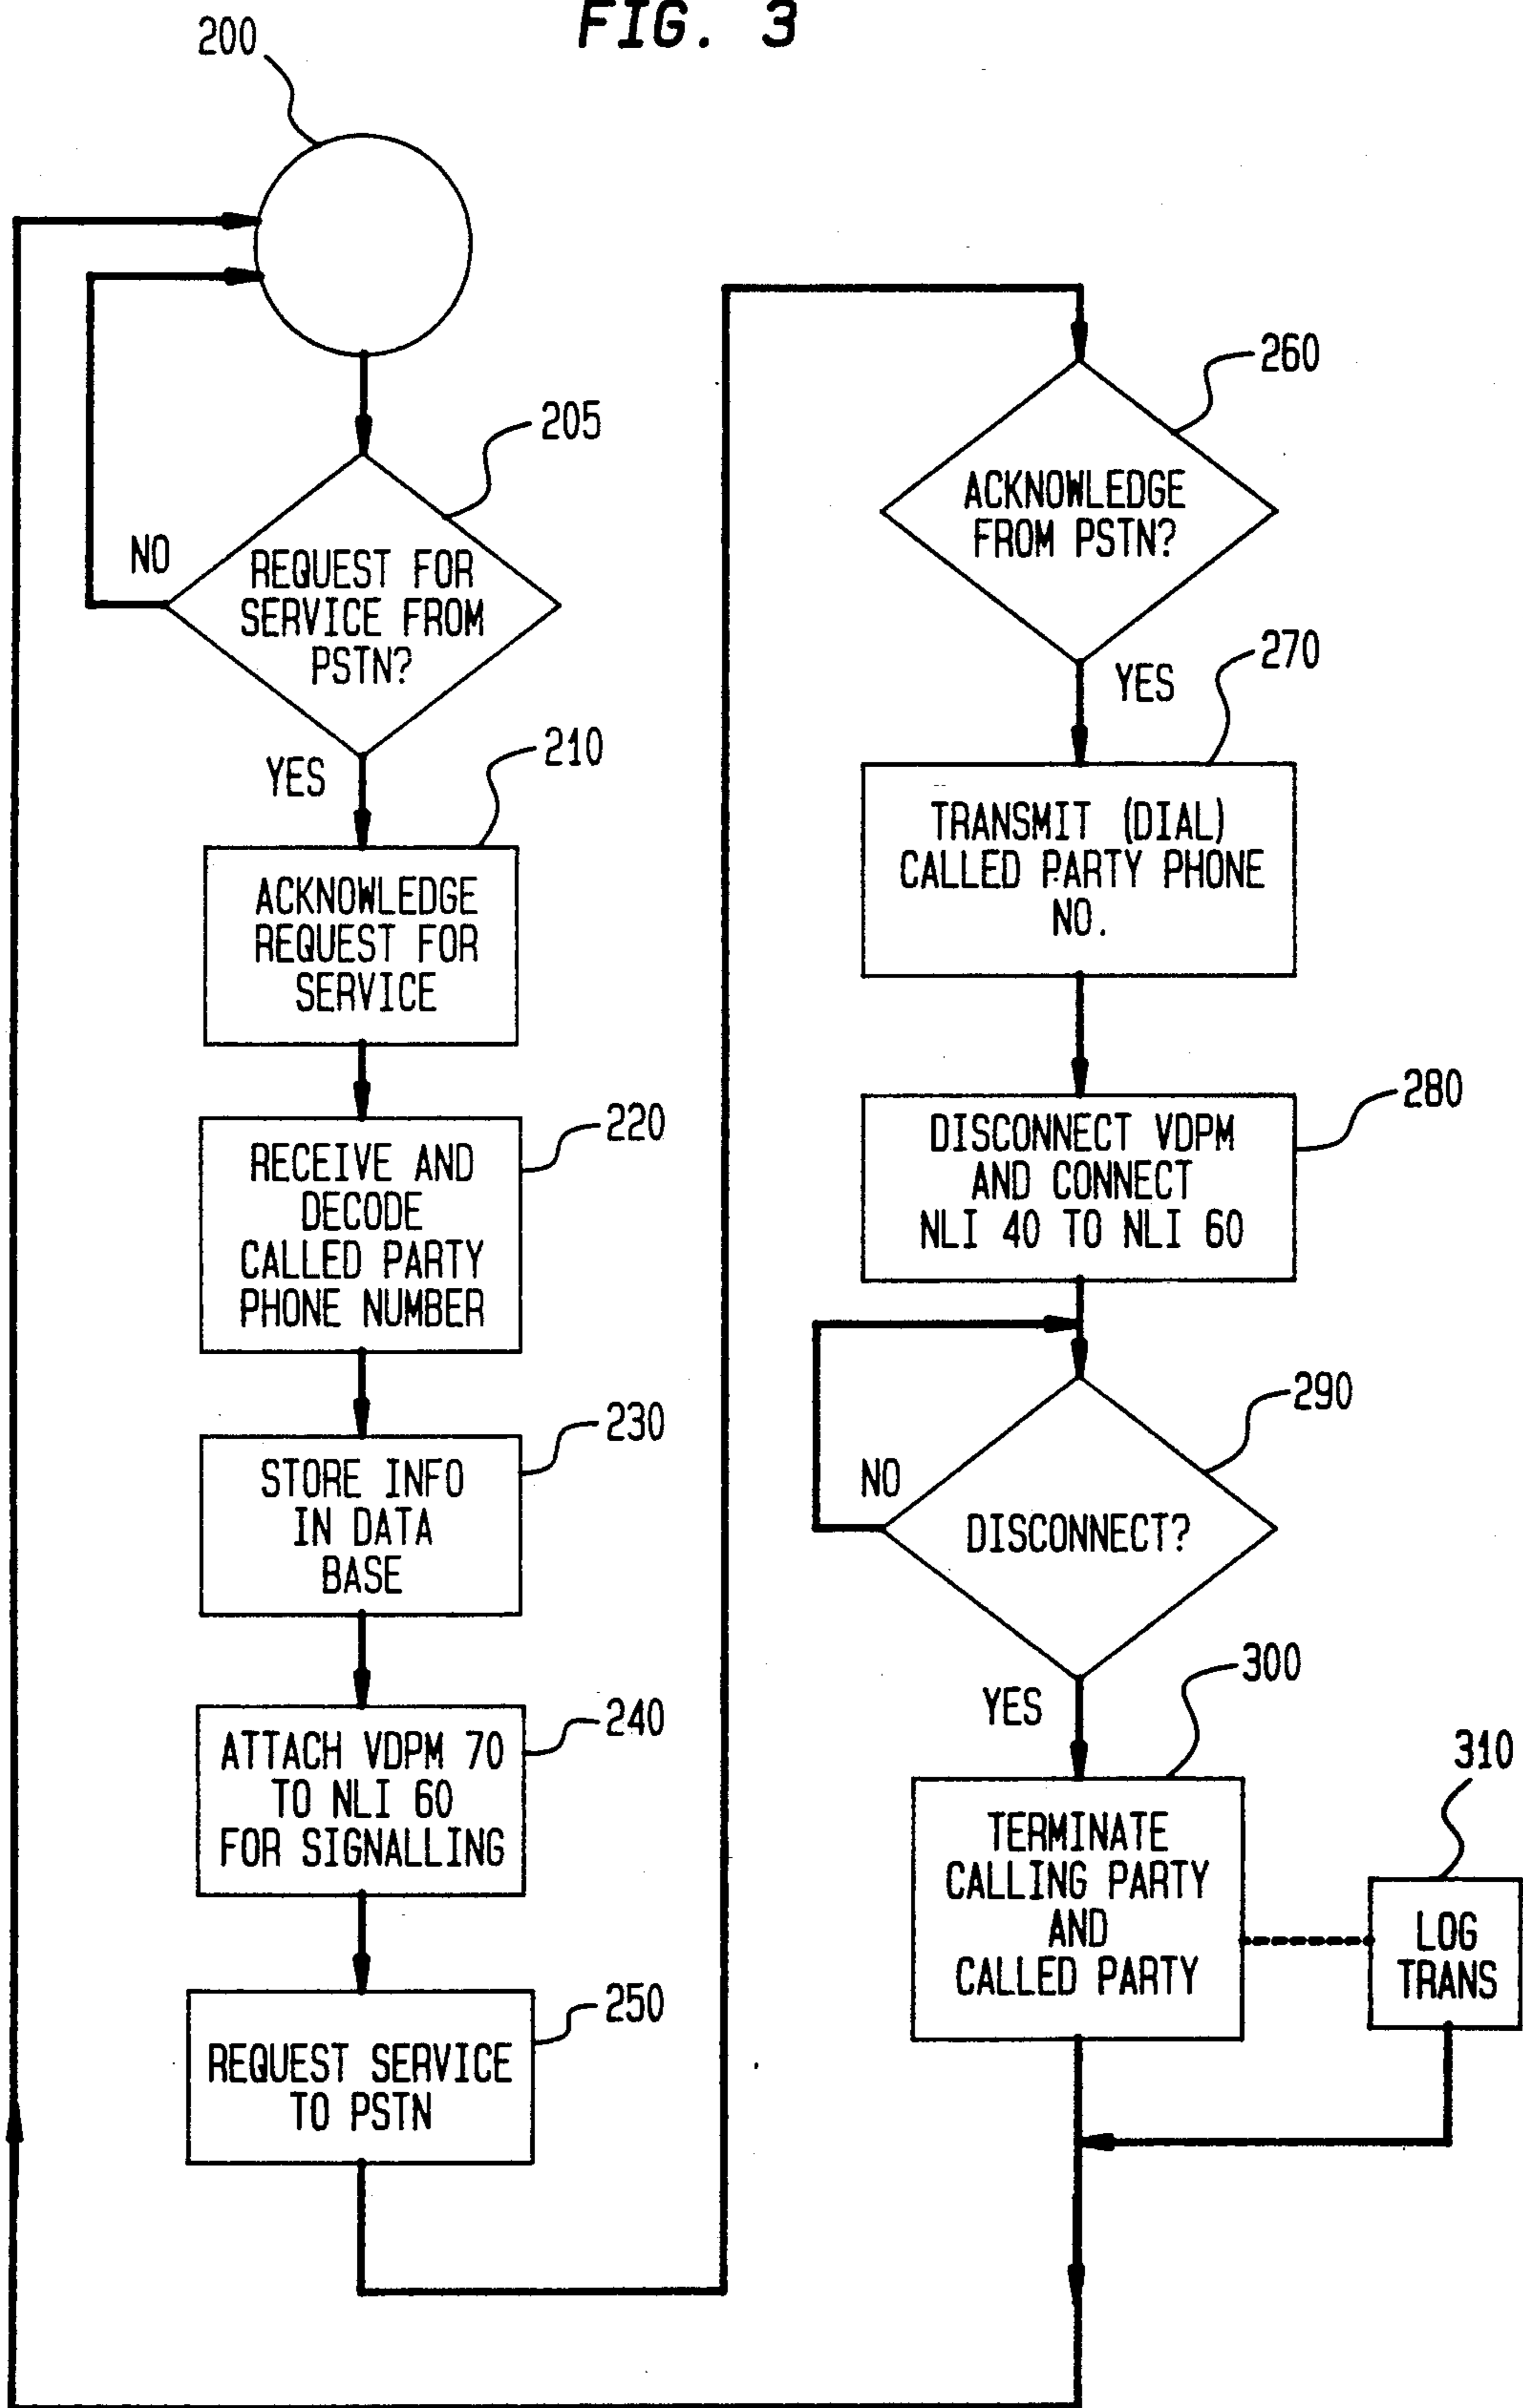 FIG. 3
200
205
REQUEST FOR
SERVICE FROM
PSTN?
NO
YES
210
ACKNOWLEDGE
REQUEST FOR
SERVICE
220
RECEIVE AND
DECODE
CALLED PARTY
PHONE NUMBER
230
STORE INFO
IN DATA
BASE
240
ATTACH VDPM 70
TO NLI 60
FOR SIGNALLING
250
REQUEST SERVICE
TO PSTN
260
ACKNOWLEDGE
FROM PSTN?
YES
270
TRANSMIT (DIAL)
CALLED PARTY PHONE
NO.
280
DISCONNECT VDPM
AND CONNECT
NLI 40 TO NLI 60
290
NO
DISCONNECT?
YES
300
TERMINATE
CALLING PARTY
AND
CALLED PARTY
310
LOG
TRANS